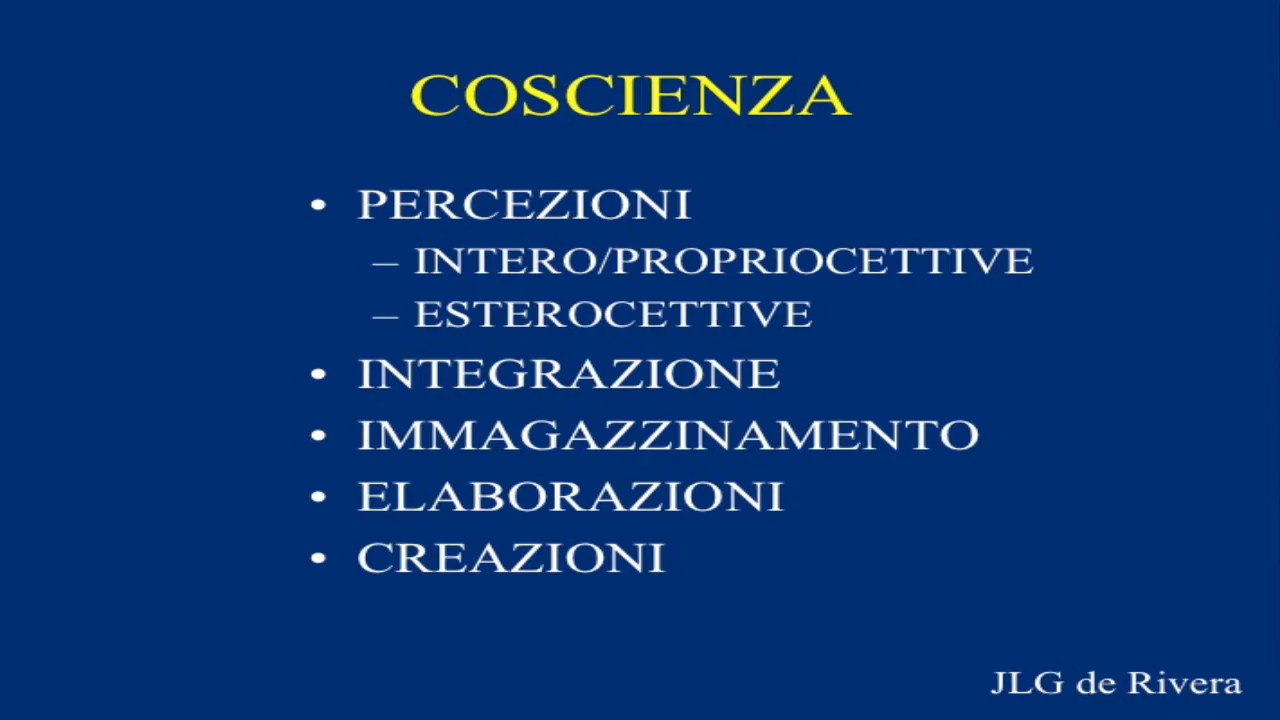 COSCIENZA
• PERCEZIONI
– INTERO/PROPRIOCETTIVE
– ESTEROCETTIVE
• INTEGRAZIONE
• IMMAGAZZINAMENTO
• ELABORAZIONI
• CREAZIONI
JLG de Rivera